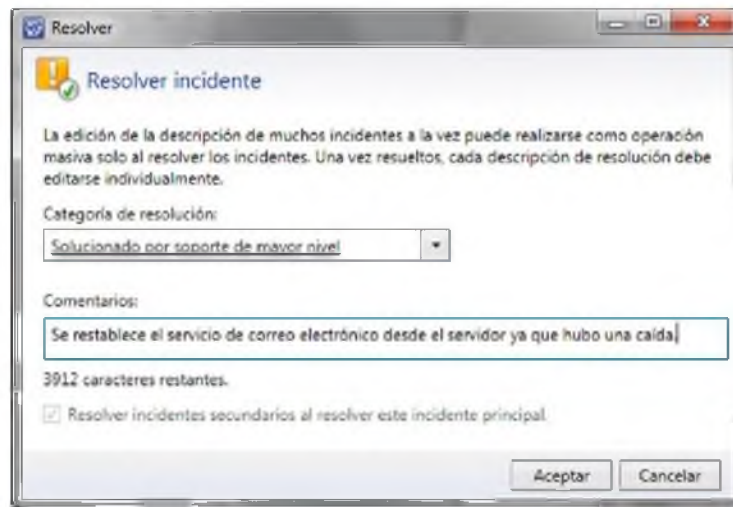 Resolver
Resolver incidente
La edición de la descripción de muchos incidentes a la vez puede realizarse como operación
masiva solo al resolver los incidentes. Una vez resueltos, cada descripción de resolución debe
editarse individualmente.
Categoría de resolución:
Solucionado por soporte de mayor nivel
Comentarios:
Se restablece el servicio de correo electrónico desde el servidor ya que hubo una caída
3912 caracteres restantes.
Resolver incidentes secundarios al resolver este incidente principal
Aceptar Cancelar